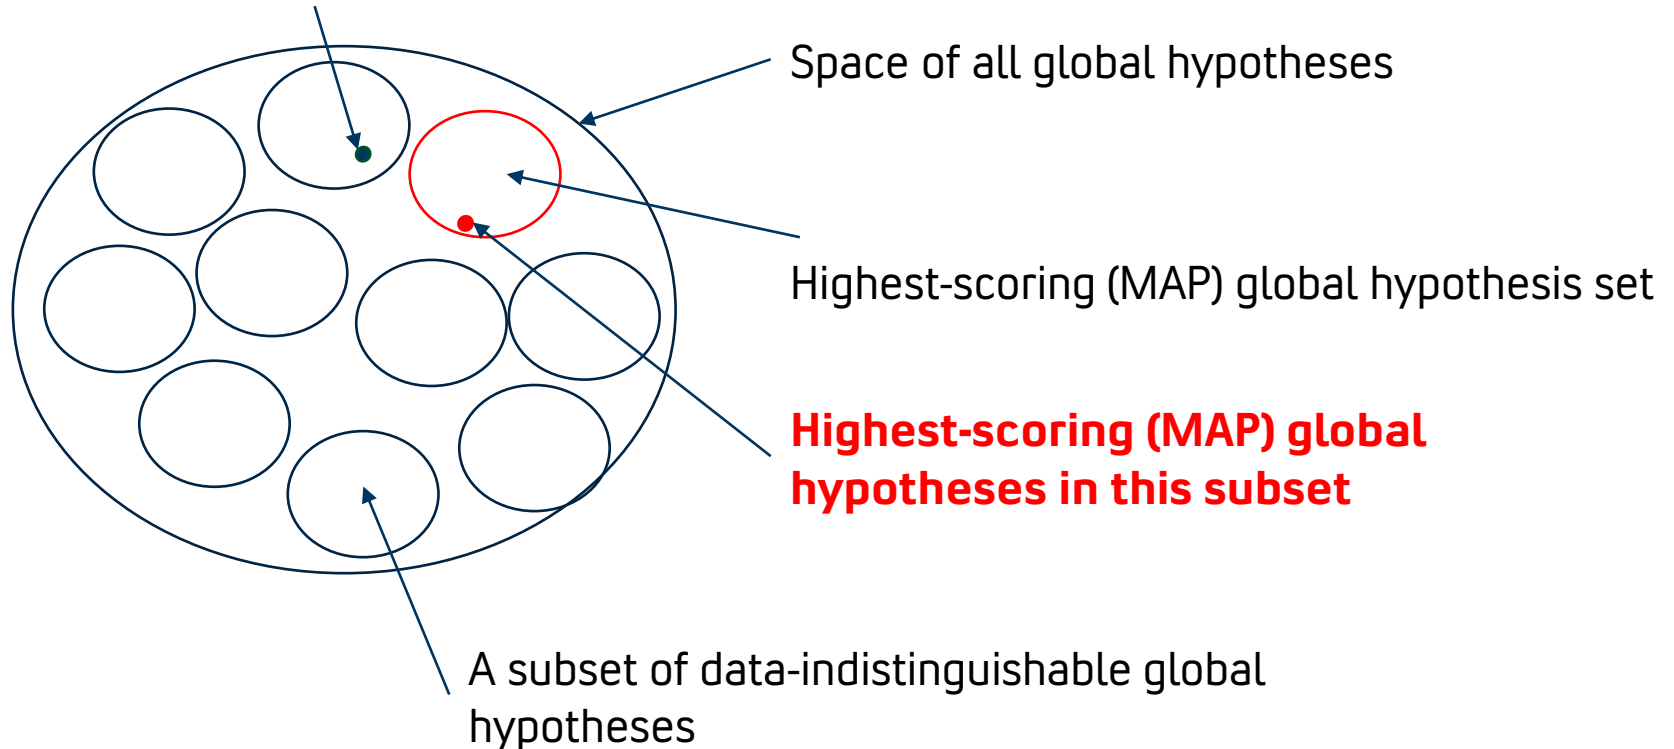 Space of all global hypotheses
Highest-scoring (MAP) global hypothesis set
Highest-scoring (MAP) global
hypotheses in this subset
A subset of data-indistinguishable global
hypotheses